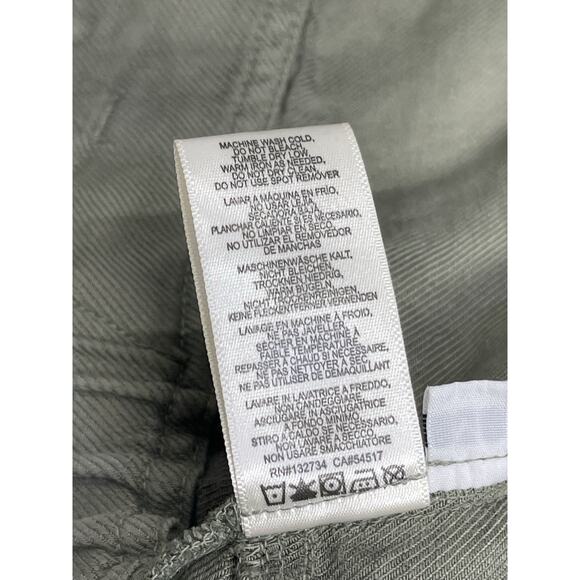 MACHINE WASH COLD,
DO NOT BLEACH,
TUMBLE DRY LOW,
WARM IRON AS NEEDED,
DO NOT DRY CLEAN,
DO NOT USE SPOT REMOVER
LAVAR A MÁQUINA EN FRÍO,
NO USAR LEJÍA,
SECADORA BAJA,
PLANCHAR CALIENTE SI ES NECESARIO,
NO LIMPIAR EN SECO,
NO UTILIZAR EL REMOVEDOR
DE MANCHAS
MASCHINENWÄSCHE KALT,
NICHT BLEICHEN,
TROCKNEN NIEDRIG,
WARM BÜGELN,
NICHT TROCKENREINIGEN,
KEINE FLECKENTFERNER VERWENDEN
LAVAGE EN MACHINE À FROID,
NE PAS JAVELLER,
SÉCHER EN MACHINE À
FAIBLE TEMPÉRATURE,
REPASSER À CHAUD SI NÉCESSAIRE,
NE PAS NETTOYER À SEC,
NE PAS UTILISER DE DÉMAQUILLANT
LAVARE IN LAVATRICE A FREDDO,
NON CANDEGGIARE,
ASCIUGARE IN ASCIUGATRICE
A FONDO MINIMO,
STIRO A CALDO SE NECESSARIO,
NON LAVARE A SECCO,
NON USARE SMACCHIATORE
RN#132734 CA#54517